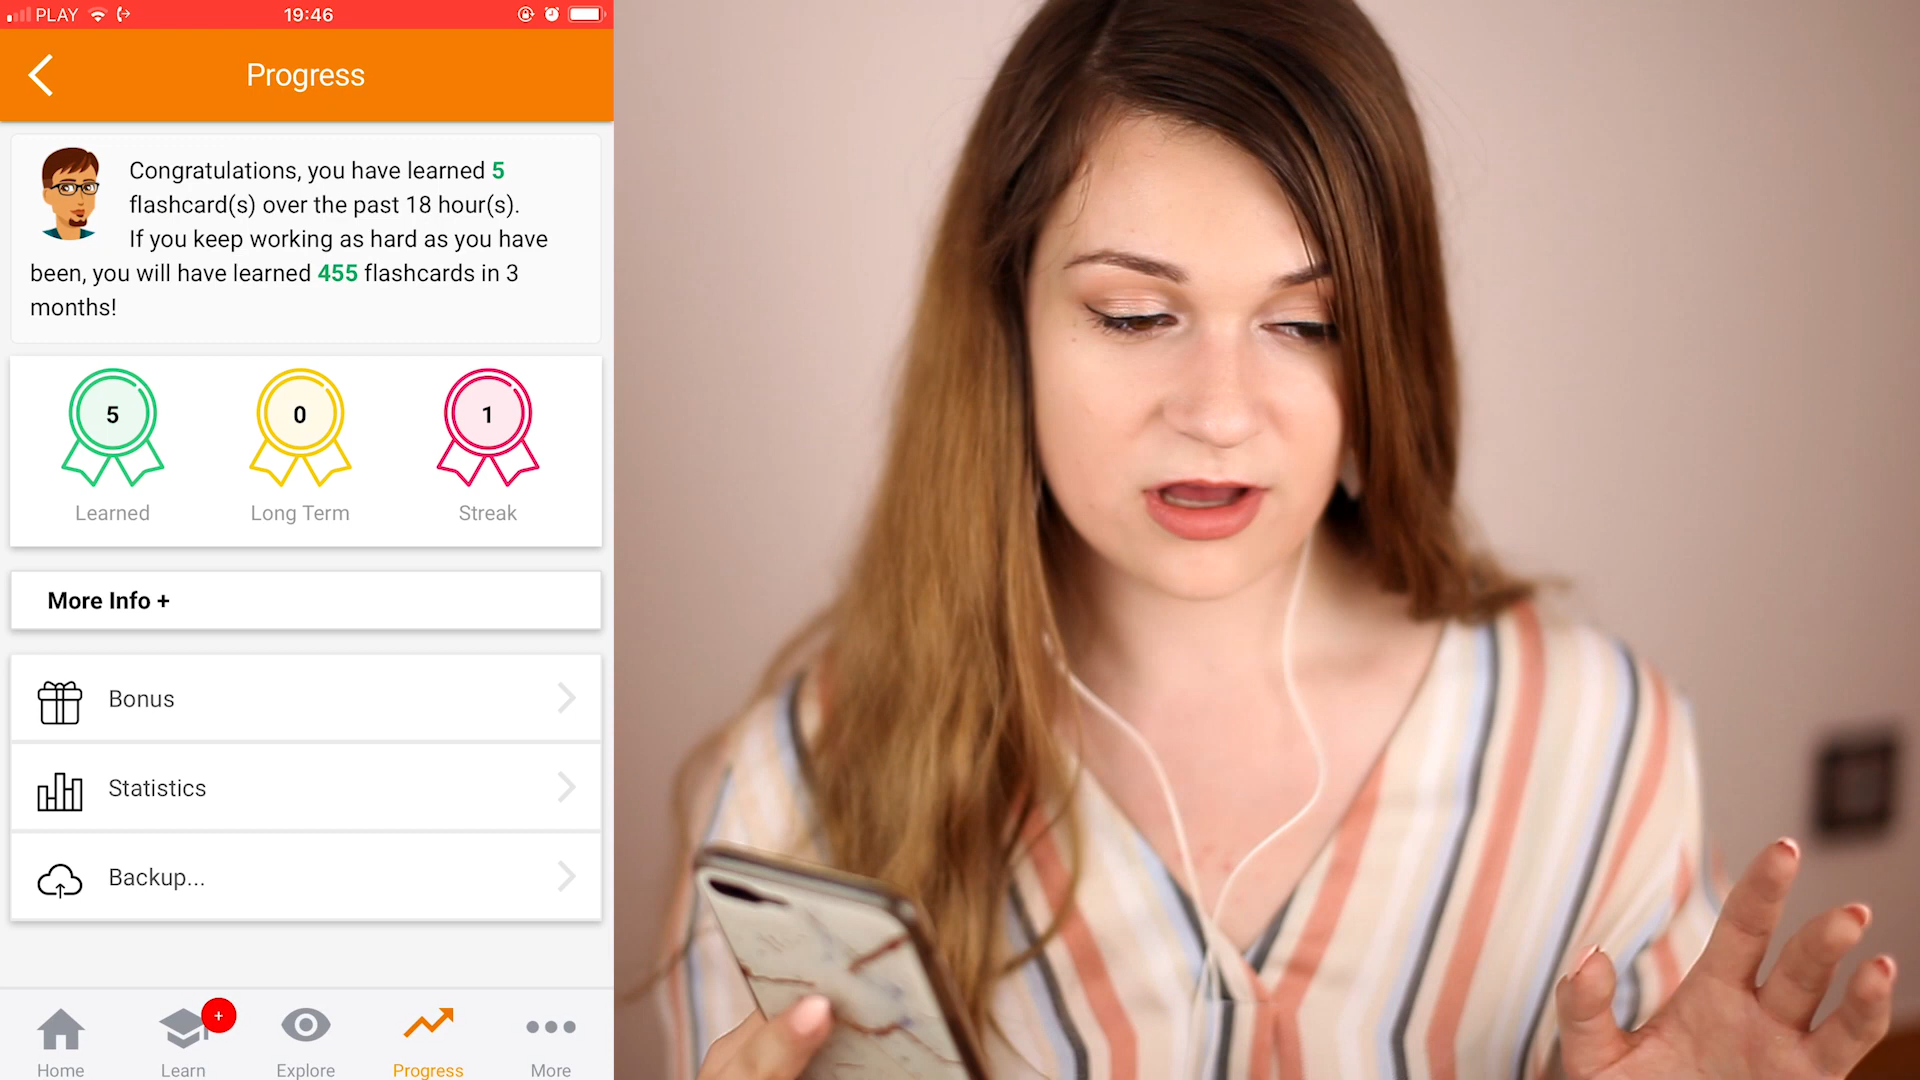 PLAY 19:46
Progress
Congratulations, you have learned 5
flashcard(s) over the past 18 hour(s).
If you keep working as hard as you have
been, you will have learned 455 flashcards in 3
months!
5 0 1
Learned Long Term Streak
More Info +
Bonus
Statistics
Backup...
+
Home Learn Explore Progress More